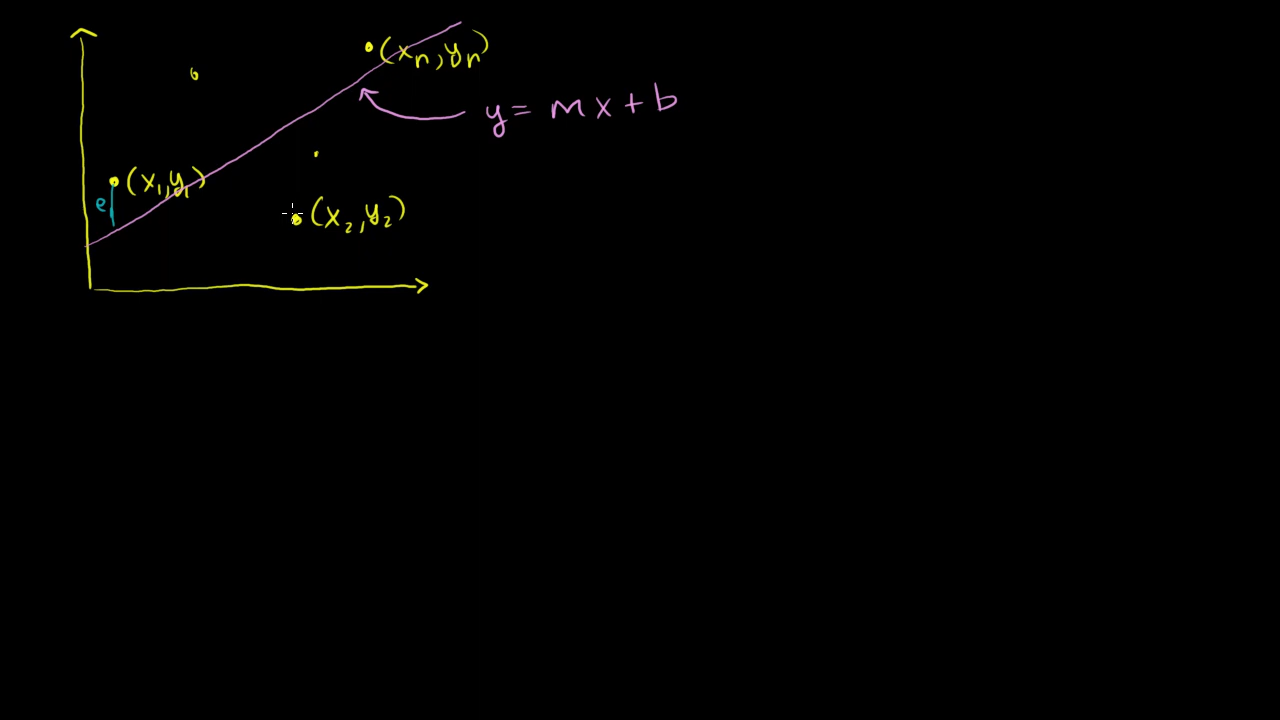 (xₙ, yₙ)
y = mx + b
(x₁, y₁)
e
(x₂, y₂)